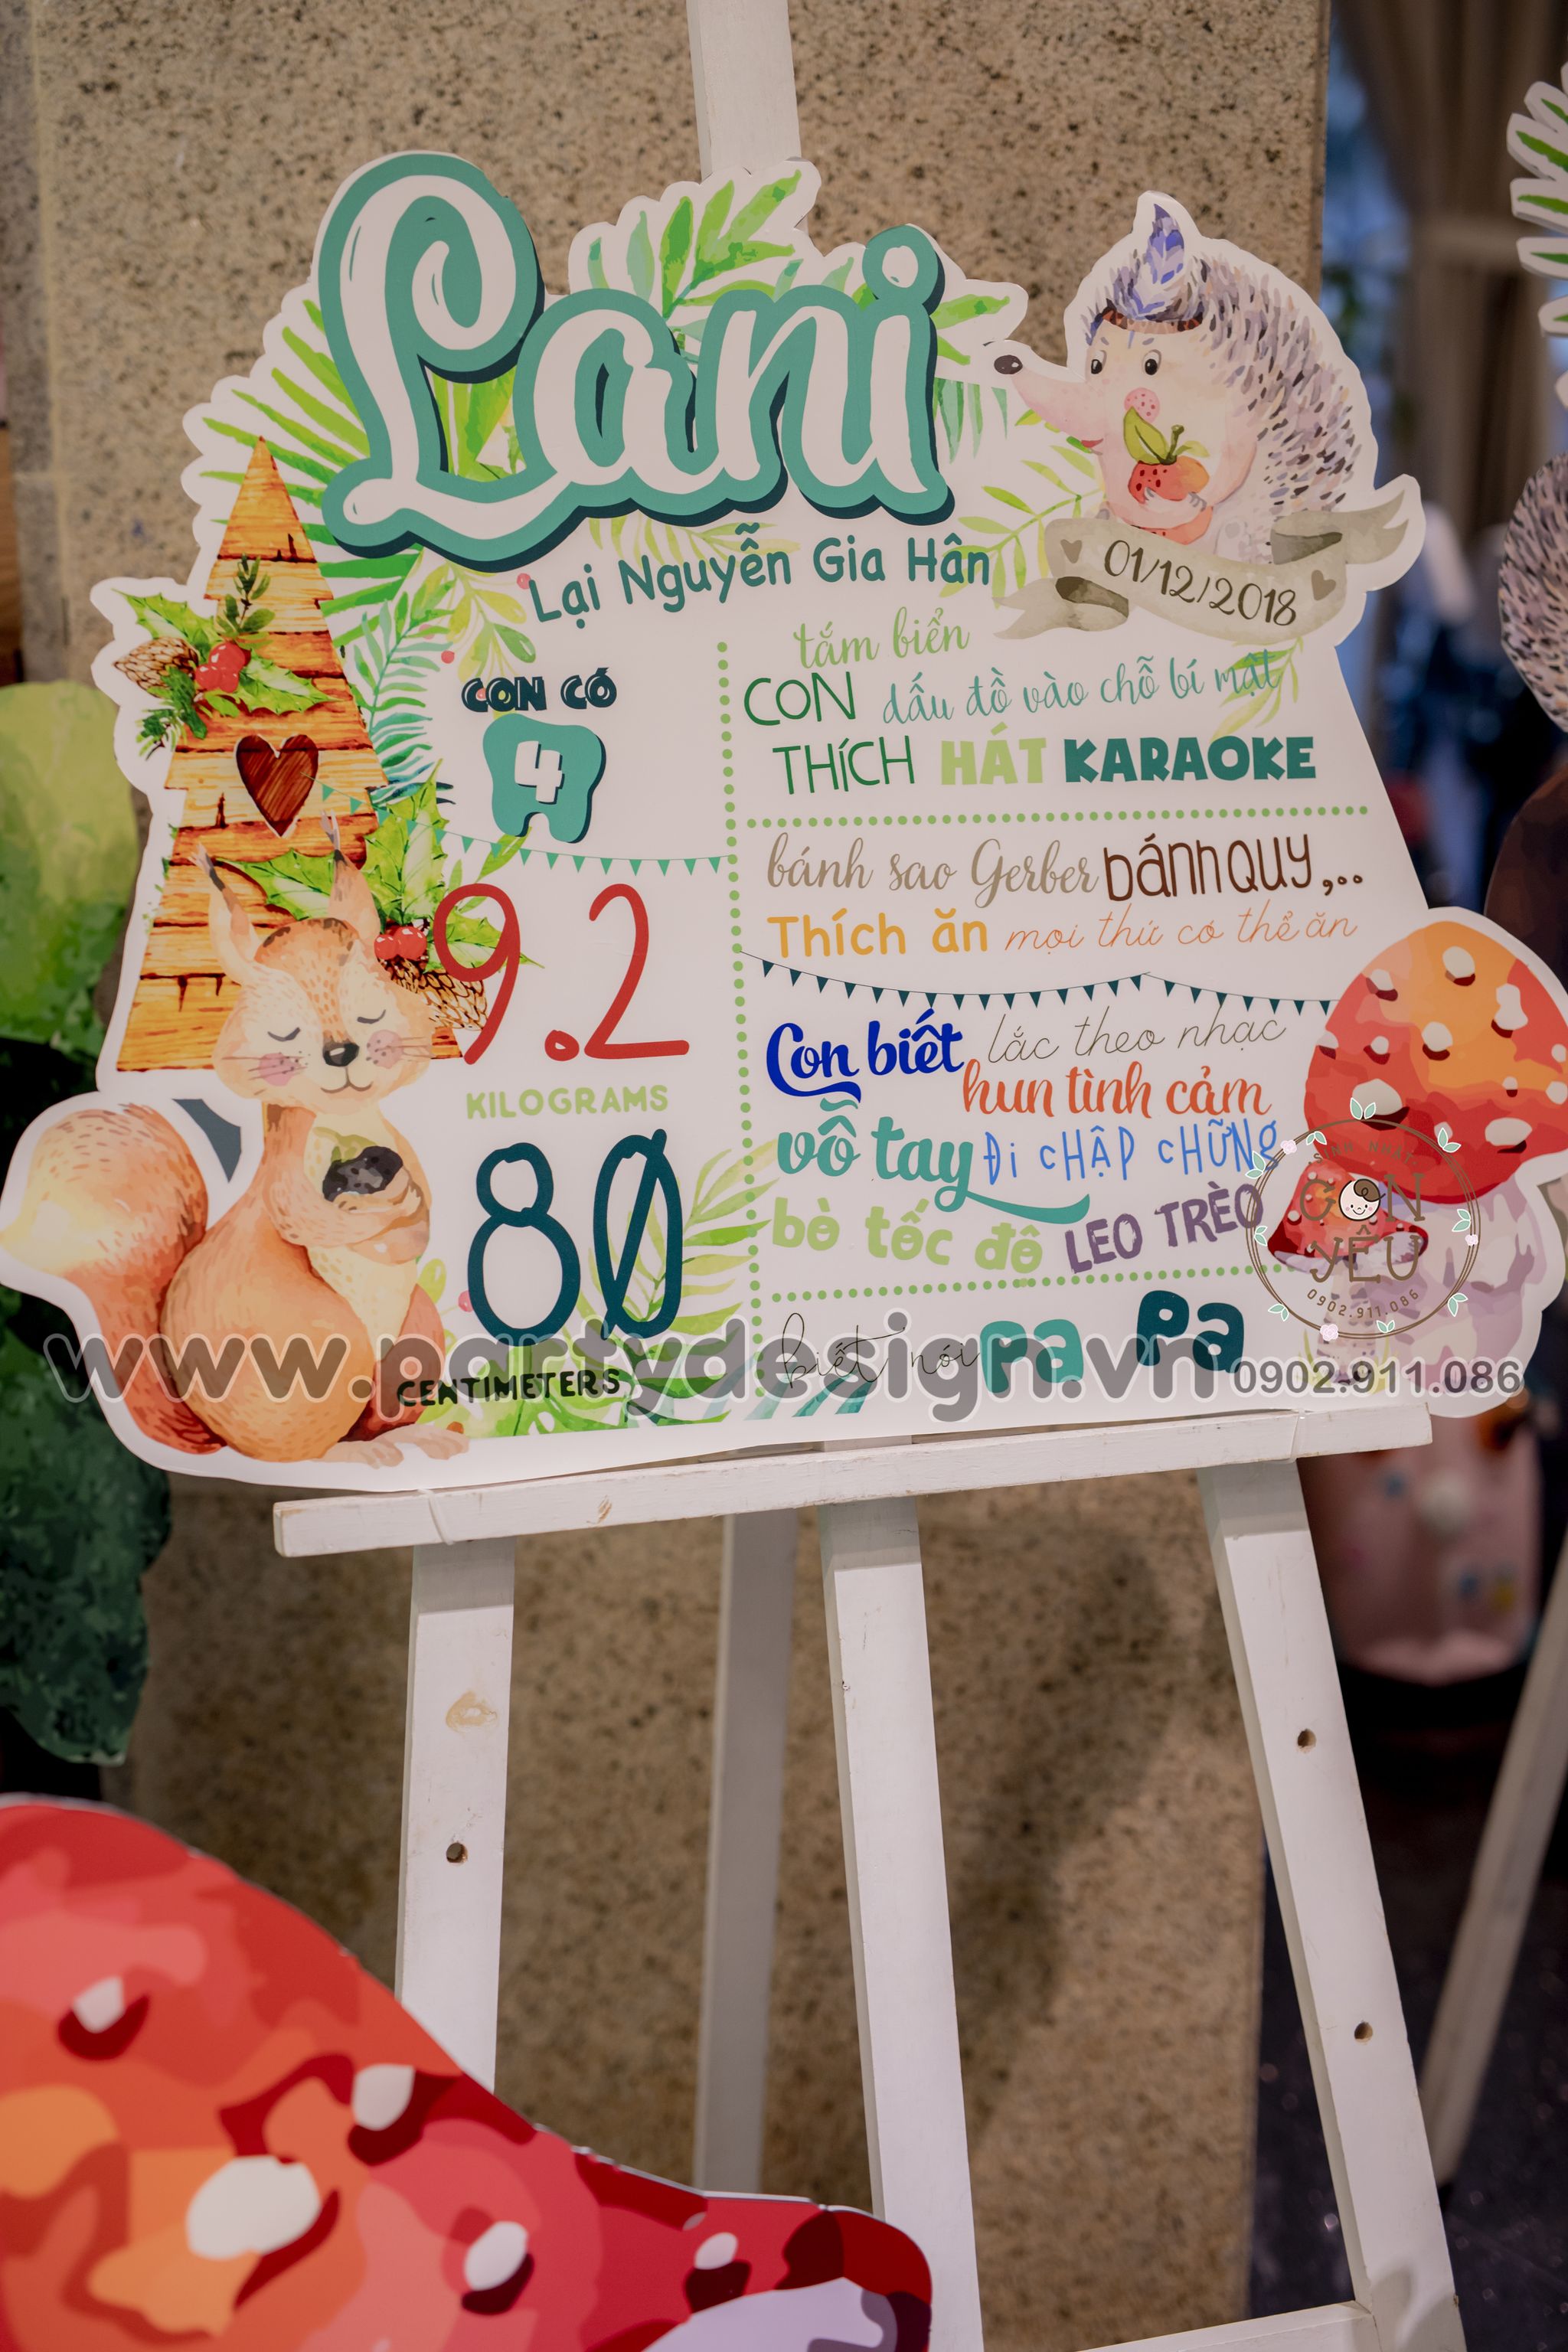 Lani
Lại Nguyễn Gia Hân
01/12/2018
CON CÓ
4
9.2
KILOGRAMS
80
CENTIMETERS
tắm biển
CON dấu đồ vào chỗ bí mật
THÍCH HÁT KARAOKE
bánh sao Gerber bánh QUY,..
Thích ăn mọi thứ có thể ăn
Con biết lắc theo nhạc
hun tình cảm
vỗ tay Đi CHẬP CHỮNG
bò tốc độ LEO TRÈO
biết nói pa pa
SINH NHẬT
CON
YÊU
0902.911.086
www.partydesign.vn 0902.911.086